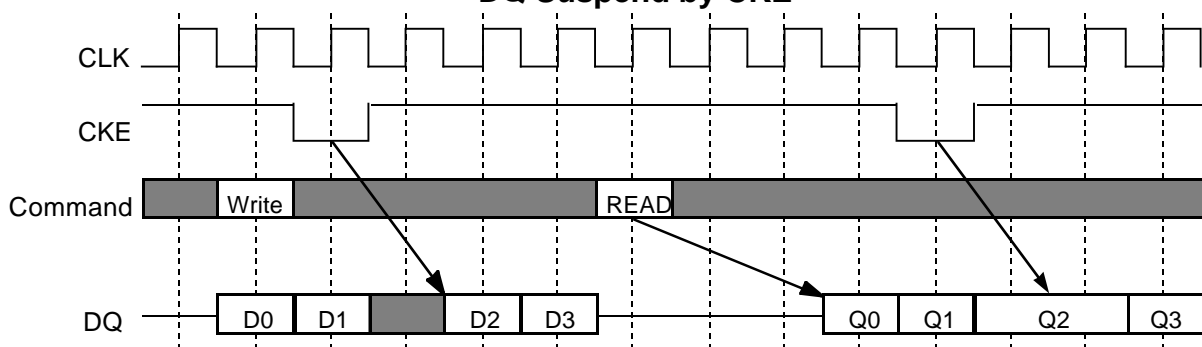 DQ Suspend by CKE
CLK
CKE
Command Write READ
DQ D0 D1 D2 D3 Q0 Q1 Q2 Q3